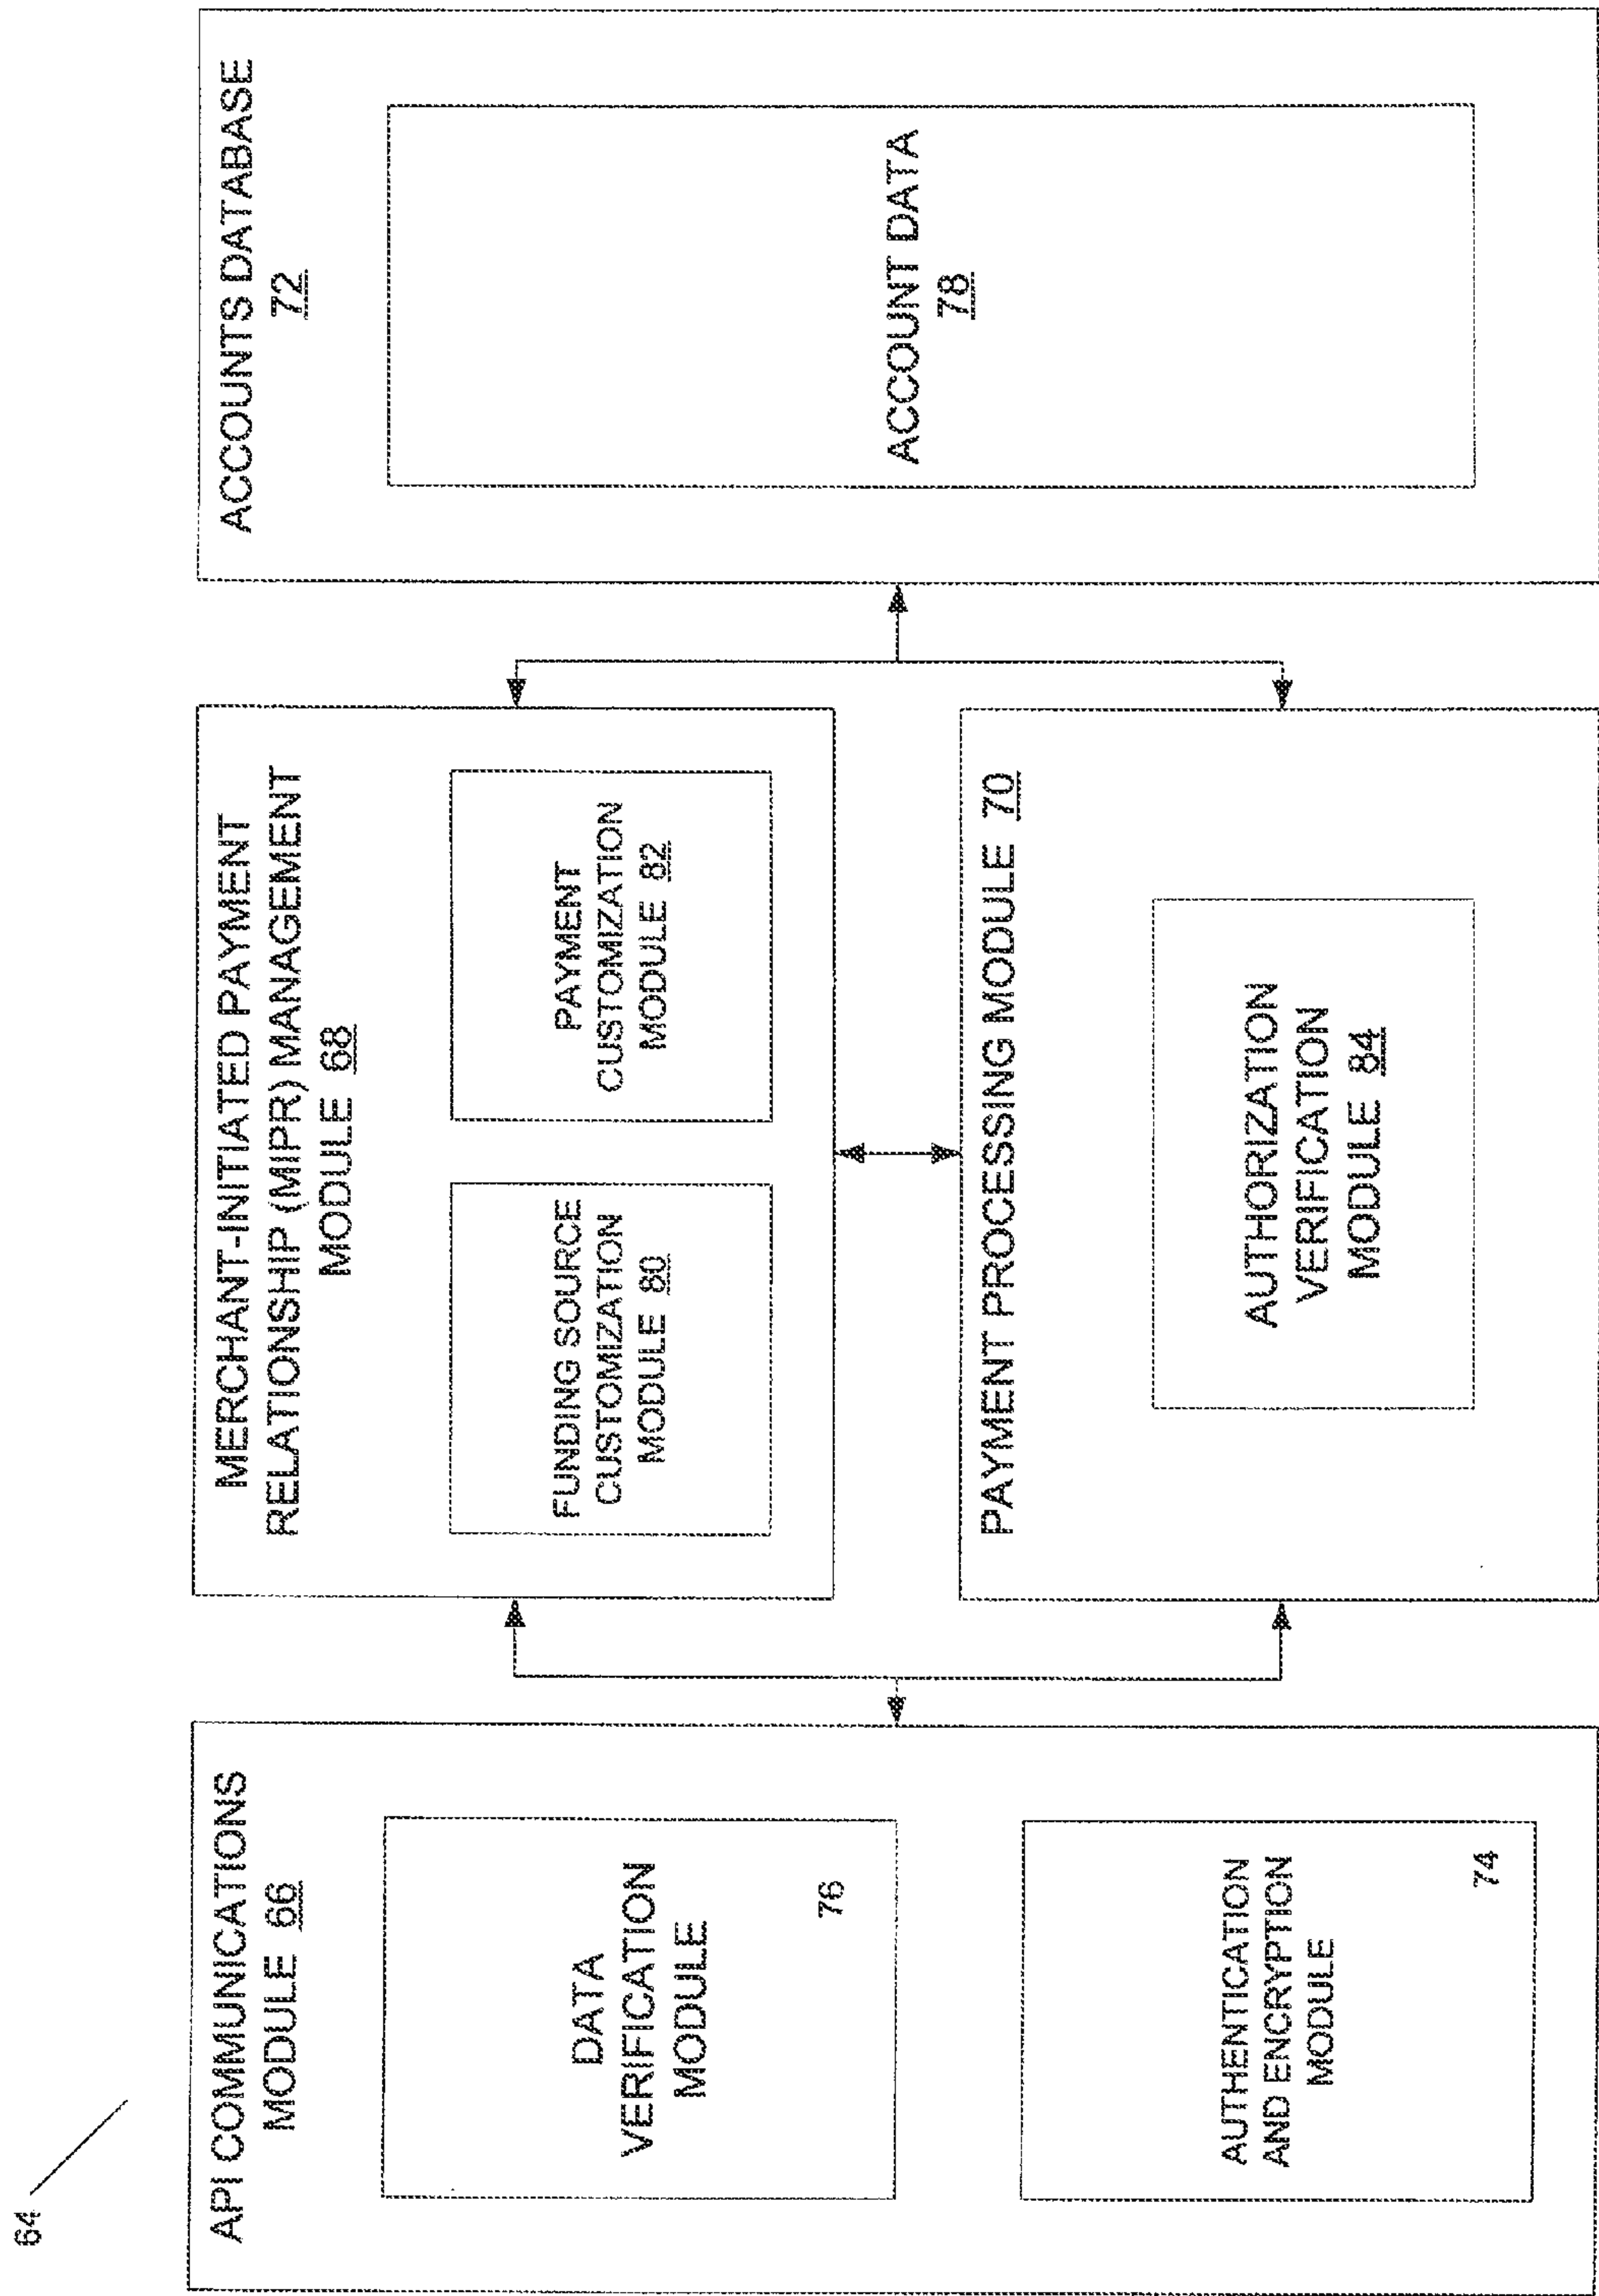 64
API COMMUNICATIONS
MODULE 66
DATA
VERIFICATION
MODULE
76
AUTHENTICATION
AND ENCRYPTION
MODULE
74
MERCHANT-INITIATED PAYMENT
RELATIONSHIP (MIPR) MANAGEMENT
MODULE 68
FUNDING SOURCE
CUSTOMIZATION
MODULE 80
PAYMENT
CUSTOMIZATION
MODULE 82
PAYMENT PROCESSING MODULE 70
AUTHORIZATION
VERIFICATION
MODULE 84
ACCOUNTS DATABASE
72
ACCOUNT DATA
78